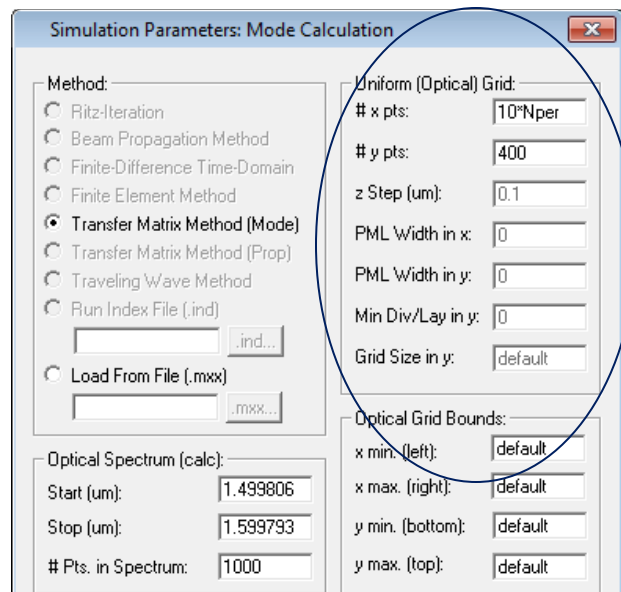 Simulation Parameters: Mode Calculation
Method:
Ritz-Iteration
Beam Propagation Method
Finite-Difference Time-Domain
Finite Element Method
Transfer Matrix Method (Mode)
Transfer Matrix Method (Prop)
Traveling Wave Method
Run Index File (.ind)
.ind...
Load From File (.mxx)
.mxx...
Optical Spectrum (calc):
Start (um): 1.499806
Stop (um): 1.599793
# Pts. in Spectrum: 1000
Uniform (Optical) Grid:
# x pts: 10*Nper
# y pts: 400
z Step (um): 0.1
PML Width in x: 0
PML Width in y: 0
Min Div/Lay in y: 0
Grid Size in y: default
Optical Grid Bounds:
x min. (left): default
x max. (right): default
y min. (bottom): default
y max. (top): default